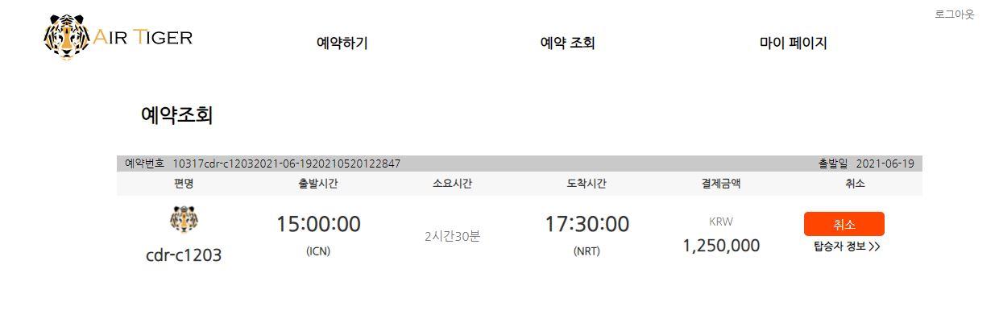 로그아웃
AIR TIGER
예약하기 예약 조회 마이 페이지
예약조회
예약번호 10317cdr-c12032021-06-1920210520122847 출발일 2021-06-19
편명 출발시간 소요시간 도착시간 결제금액 취소
15:00:00 17:30:00 KRW 취소
2시간30분
cdr-c1203 (ICN) (NRT) 1,250,000 탑승자 정보 >>